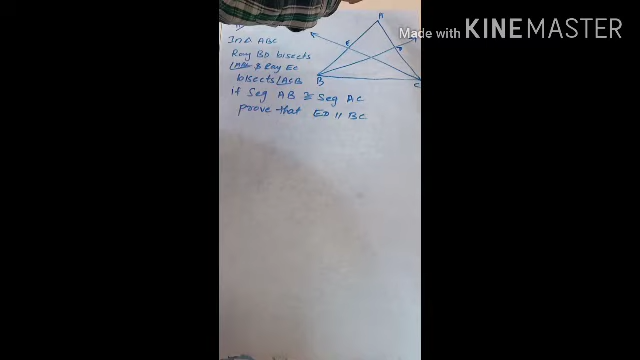 In △ ABC
Ray BD bisects
∠ABC & Ray EC
bisects ∠ACB
if seg AB ≅ Seg AC
prove that ED || BC
A
E
D
B
C
Made with KINEMASTER